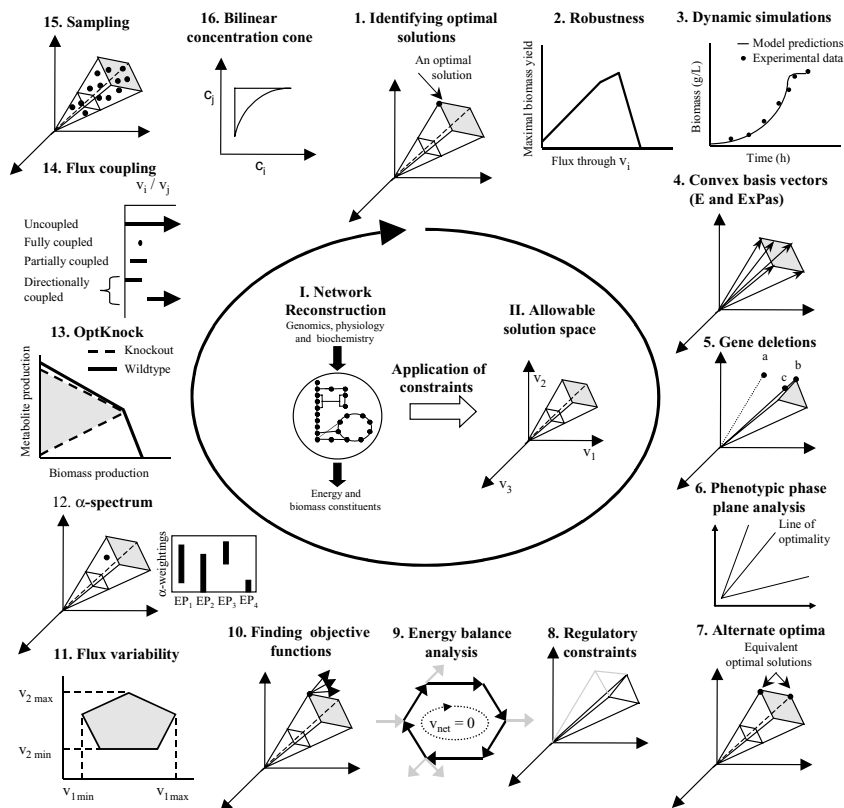 15. Sampling
16. Bilinear
concentration cone
C_j
C_i
1. Identifying optimal
solutions
An optimal
solution
2. Robustness
Maximal biomass yield
Flux through v_i
3. Dynamic simulations
Model predictions
Experimental data
Biomass (g/L)
Time (h)
14. Flux coupling
v_i / v_j
Uncoupled
Fully coupled
Partially coupled
Directionally
coupled
4. Convex basis vectors
(E and ExPas)
I. Network
Reconstruction
Genomics, physiology
and biochemistry
Energy and
biomass constituents
Application of
constraints
II. Allowable
solution space
v_2
v_1
v_3
13. OptKnock
Knockout
Wildtype
Metabolite production
Biomass production
5. Gene deletions
a
b
c
6. Phenotypic phase
plane analysis
Line of
optimality
12. α-spectrum
α-weightings
EP_1 EP_2 EP_3 EP_4
11. Flux variability
v_2 max
v_2 min
v_1min
v_1max
10. Finding objective
functions
9. Energy balance
analysis
v_net = 0
8. Regulatory
constraints
7. Alternate optima
Equivalent
optimal solutions